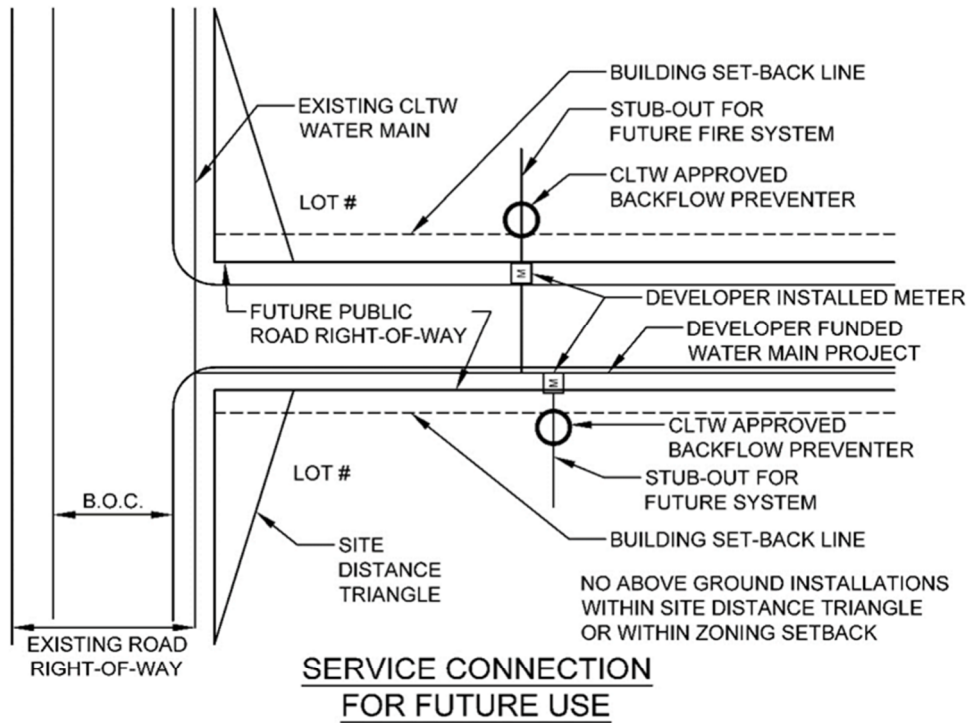 BUILDING SET-BACK LINE
EXISTING CLTW
WATER MAIN
STUB-OUT FOR
FUTURE FIRE SYSTEM
CLTW APPROVED
BACKFLOW PREVENTER
LOT #
M
DEVELOPER INSTALLED METER
FUTURE PUBLIC
ROAD RIGHT-OF-WAY
DEVELOPER FUNDED
WATER MAIN PROJECT
M
CLTW APPROVED
BACKFLOW PREVENTER
LOT #
STUB-OUT FOR
FUTURE SYSTEM
B.O.C.
BUILDING SET-BACK LINE
SITE
DISTANCE
TRIANGLE
NO ABOVE GROUND INSTALLATIONS
WITHIN SITE DISTANCE TRIANGLE
OR WITHIN ZONING SETBACK
EXISTING ROAD
RIGHT-OF-WAY
SERVICE CONNECTION
FOR FUTURE USE